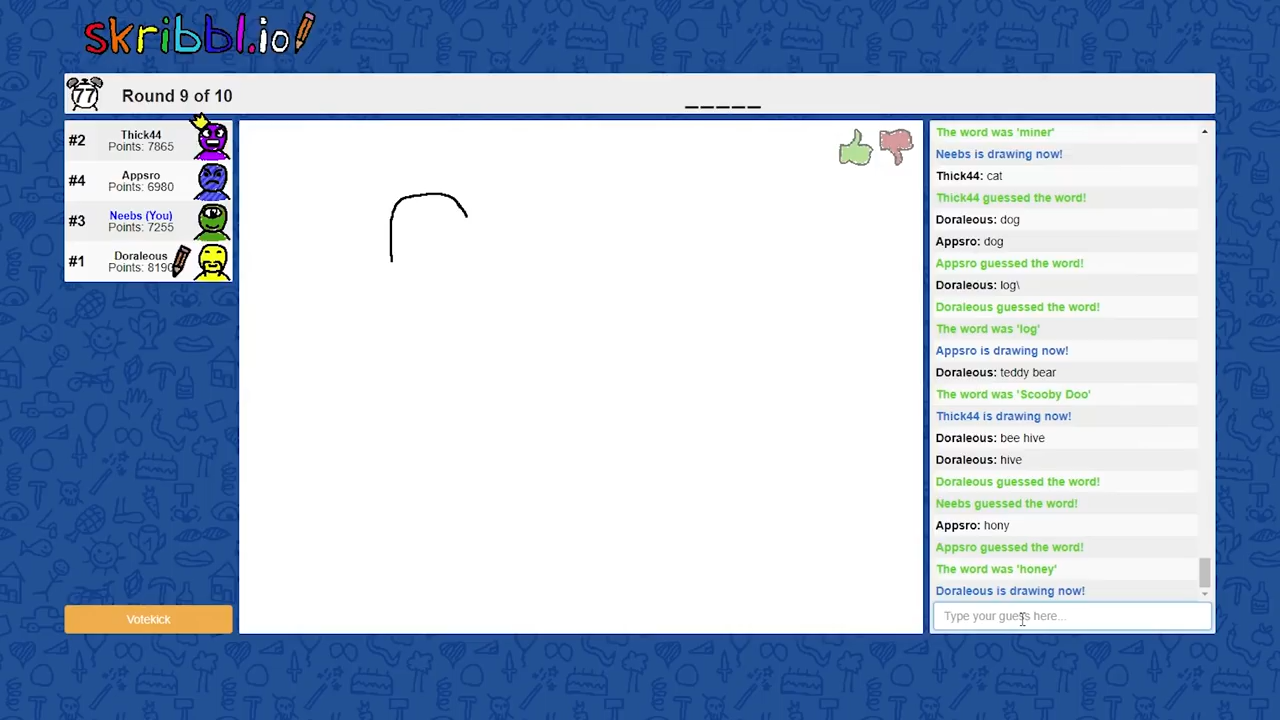 skribbl.io
77
Round 9 of 10
_____
#2
Thick44
Points: 7865
#4
Appsro
Points: 6980
#3
Neebs (You)
Points: 7255
#1
Doraleous
Points: 8190
Votekick
The word was 'miner'
Neebs is drawing now!
Thick44: cat
Thick44 guessed the word!
Doraleous: dog
Appsro: dog
Appsro guessed the word!
Doraleous: log\
Doraleous guessed the word!
The word was 'log'
Appsro is drawing now!
Doraleous: teddy bear
The word was 'Scooby Doo'
Thick44 is drawing now!
Doraleous: bee hive
Doraleous: hive
Doraleous guessed the word!
Neebs guessed the word!
Appsro: hony
Appsro guessed the word!
The word was 'honey'
Doraleous is drawing now!
Type your guess here...